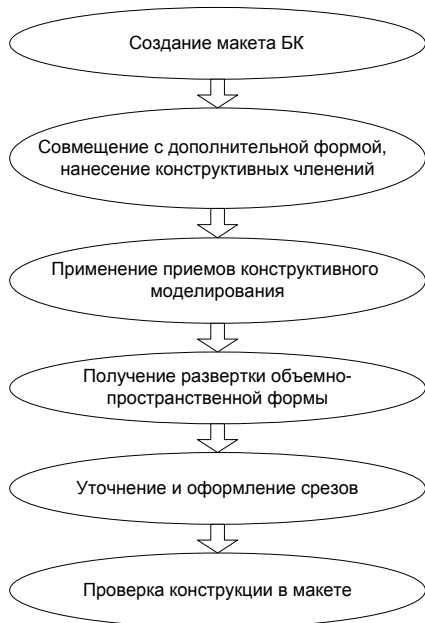 Создание макета БК
Совмещение с дополнительной формой,
нанесение конструктивных членений
Применение приемов конструктивного
моделирования
Получение развертки объемно-
пространственной формы
Уточнение и оформление срезов
Проверка конструкции в макете